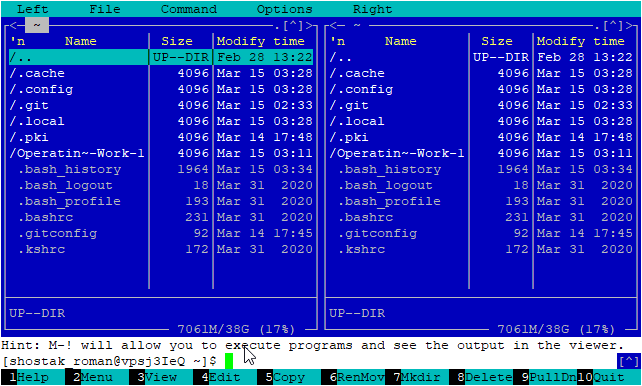 Left File Command Options Right
<─ ~ ──.[^]> <─ ~ ──.[^]>
'n Name Size Modify time 'n Name Size Modify time
/.. UP--DIR Feb 28 13:22 /.. UP--DIR Feb 28 13:22
/.cache 4096 Mar 15 03:28 /.cache 4096 Mar 15 03:28
/.config 4096 Mar 15 03:28 /.config 4096 Mar 15 03:28
/.git 4096 Mar 15 02:33 /.git 4096 Mar 15 02:33
/.local 4096 Mar 15 03:28 /.local 4096 Mar 15 03:28
/.pki 4096 Mar 14 17:48 /.pki 4096 Mar 14 17:48
/Operatin~-Work-1 4096 Mar 15 03:11 /Operatin~-Work-1 4096 Mar 15 03:11
.bash_history 1964 Mar 15 03:34 .bash_history 1964 Mar 15 03:34
.bash_logout 18 Mar 31 2020 .bash_logout 18 Mar 31 2020
.bash_profile 193 Mar 31 2020 .bash_profile 193 Mar 31 2020
.bashrc 231 Mar 31 2020 .bashrc 231 Mar 31 2020
.gitconfig 92 Mar 14 17:45 .gitconfig 92 Mar 14 17:45
.kshrc 172 Mar 31 2020 .kshrc 172 Mar 31 2020
UP--DIR UP--DIR
7061M/38G (17%) 7061M/38G (17%)
Hint: M-! will allow you to execute programs and see the output in the viewer.
[shostak_roman@vpsj3IeQ ~]$ [^]
1Help 2Menu 3View 4Edit 5Copy 6RenMov 7Mkdir 8Delete 9PullDn 10Quit